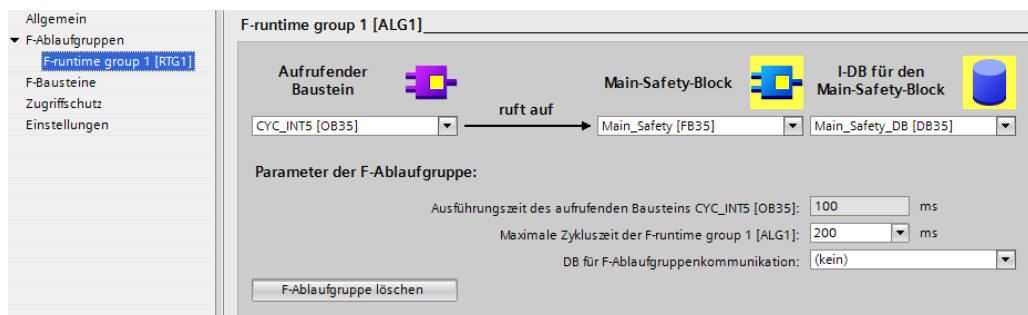 Allgemein
F-Ablaufgruppen
F-runtime group 1 [RTG1]
F-Bausteine
Zugriffschutz
Einstellungen
F-runtime group 1 [ALG1]
Aufrufender
Baustein
ruft auf
Main-Safety-Block
I-DB für den
Main-Safety-Block
CYC_INT5 [OB35]
Main_Safety [FB35]
Main_Safety_DB [DB35]
Parameter der F-Ablaufgruppe:
Ausführungszeit des aufrufenden Bausteins CYC_INT5 [OB35]: 100 ms
Maximale Zykluszeit der F-runtime group 1 [ALG1]: 200 ms
DB für F-Ablaufgruppenkommunikation: (kein)
F-Ablaufgruppe löschen